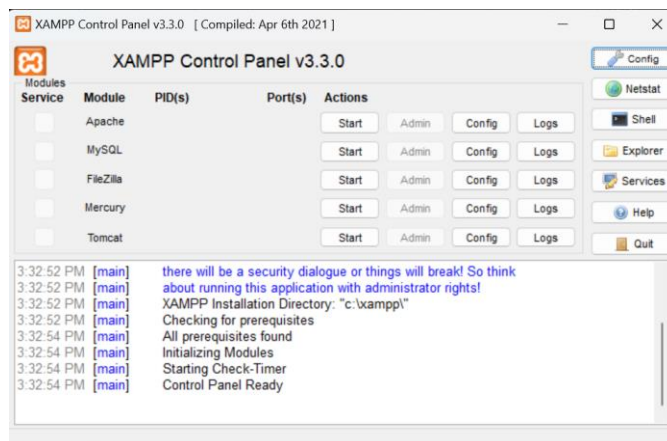 XAMPP Control Panel v3.3.0 [ Compiled: Apr 6th 2021 ]
XAMPP Control Panel v3.3.0
Config
Modules
Service Module PID(s) Port(s) Actions
Netstat
Apache Start Admin Config Logs
Shell
MySQL Start Admin Config Logs
Explorer
FileZilla Start Admin Config Logs
Services
Mercury Start Admin Config Logs
Help
Tomcat Start Admin Config Logs
Quit
3:32:52 PM [main] there will be a security dialogue or things will break! So think
3:32:52 PM [main] about running this application with administrator rights!
3:32:52 PM [main] XAMPP Installation Directory: "c:\xampp\"
3:32:52 PM [main] Checking for prerequisites
3:32:54 PM [main] All prerequisites found
3:32:54 PM [main] Initializing Modules
3:32:54 PM [main] Starting Check-Timer
3:32:54 PM [main] Control Panel Ready